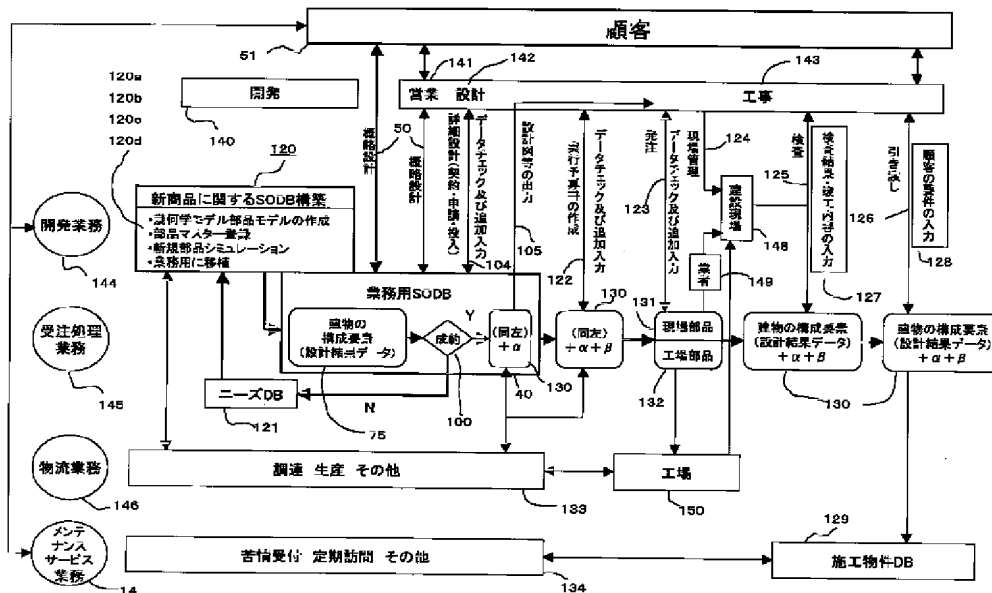 顧客
51
141
142
143
120a
120b
120c
120d
開発
140
営業 設計
工事
120
概略設計
50
概略設計
詳細設計(契約・申請・投入)
データチェック及び追加入力
104
設計図等の出力
105
実行予算書の作成
データチェック及び追加入力
122
発注
123
現場管理
124
建設現場
148
業者
149
検査
125
検査結果・竣工内容の入力
127
126
引き渡し
顧客の要件の入力
128
新商品に関するSODB構築
・幾何学モデル部品モデルの作成
・部品マスター登録
・新規部品シミュレーション
・業務用に移植
開発業務
144
業務用SODB
建物の
構成要素
(設計結果データ)
75
成約
Y
N
100
(同左)
+α
40
130
130
(同左)
+α+β
131
現場部品
工場部品
132
建物の構成要素
(設計結果データ)
+α+β
建物の構成要素
(設計結果データ)
+α+β
130
受注処理
業務
145
ニーズDB
121
物流業務
146
調達 生産 その他
133
工場
150
メンテ
ナンス
サービス
業務
14
苦情受付 定期訪問 その他
134
129
施工物件DB